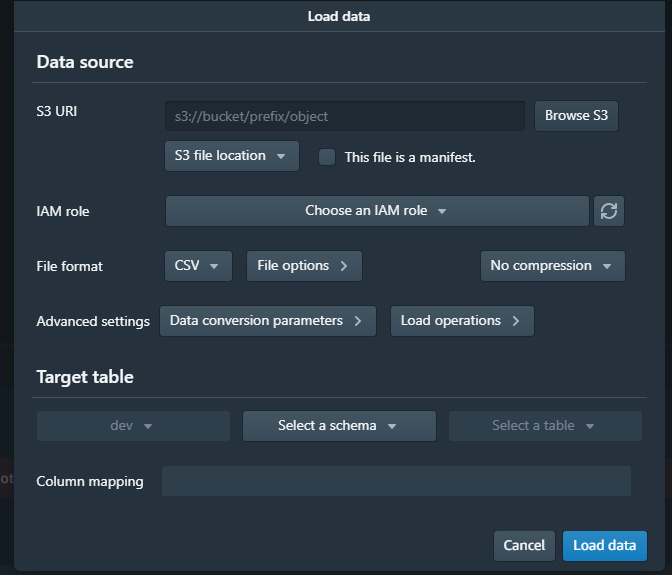 Load data
Data source
S3 URI s3://bucket/prefix/object Browse S3
S3 file location This file is a manifest.
IAM role Choose an IAM role
File format CSV File options No compression
Advanced settings Data conversion parameters Load operations
Target table
dev Select a schema Select a table
Column mapping
Cancel Load data